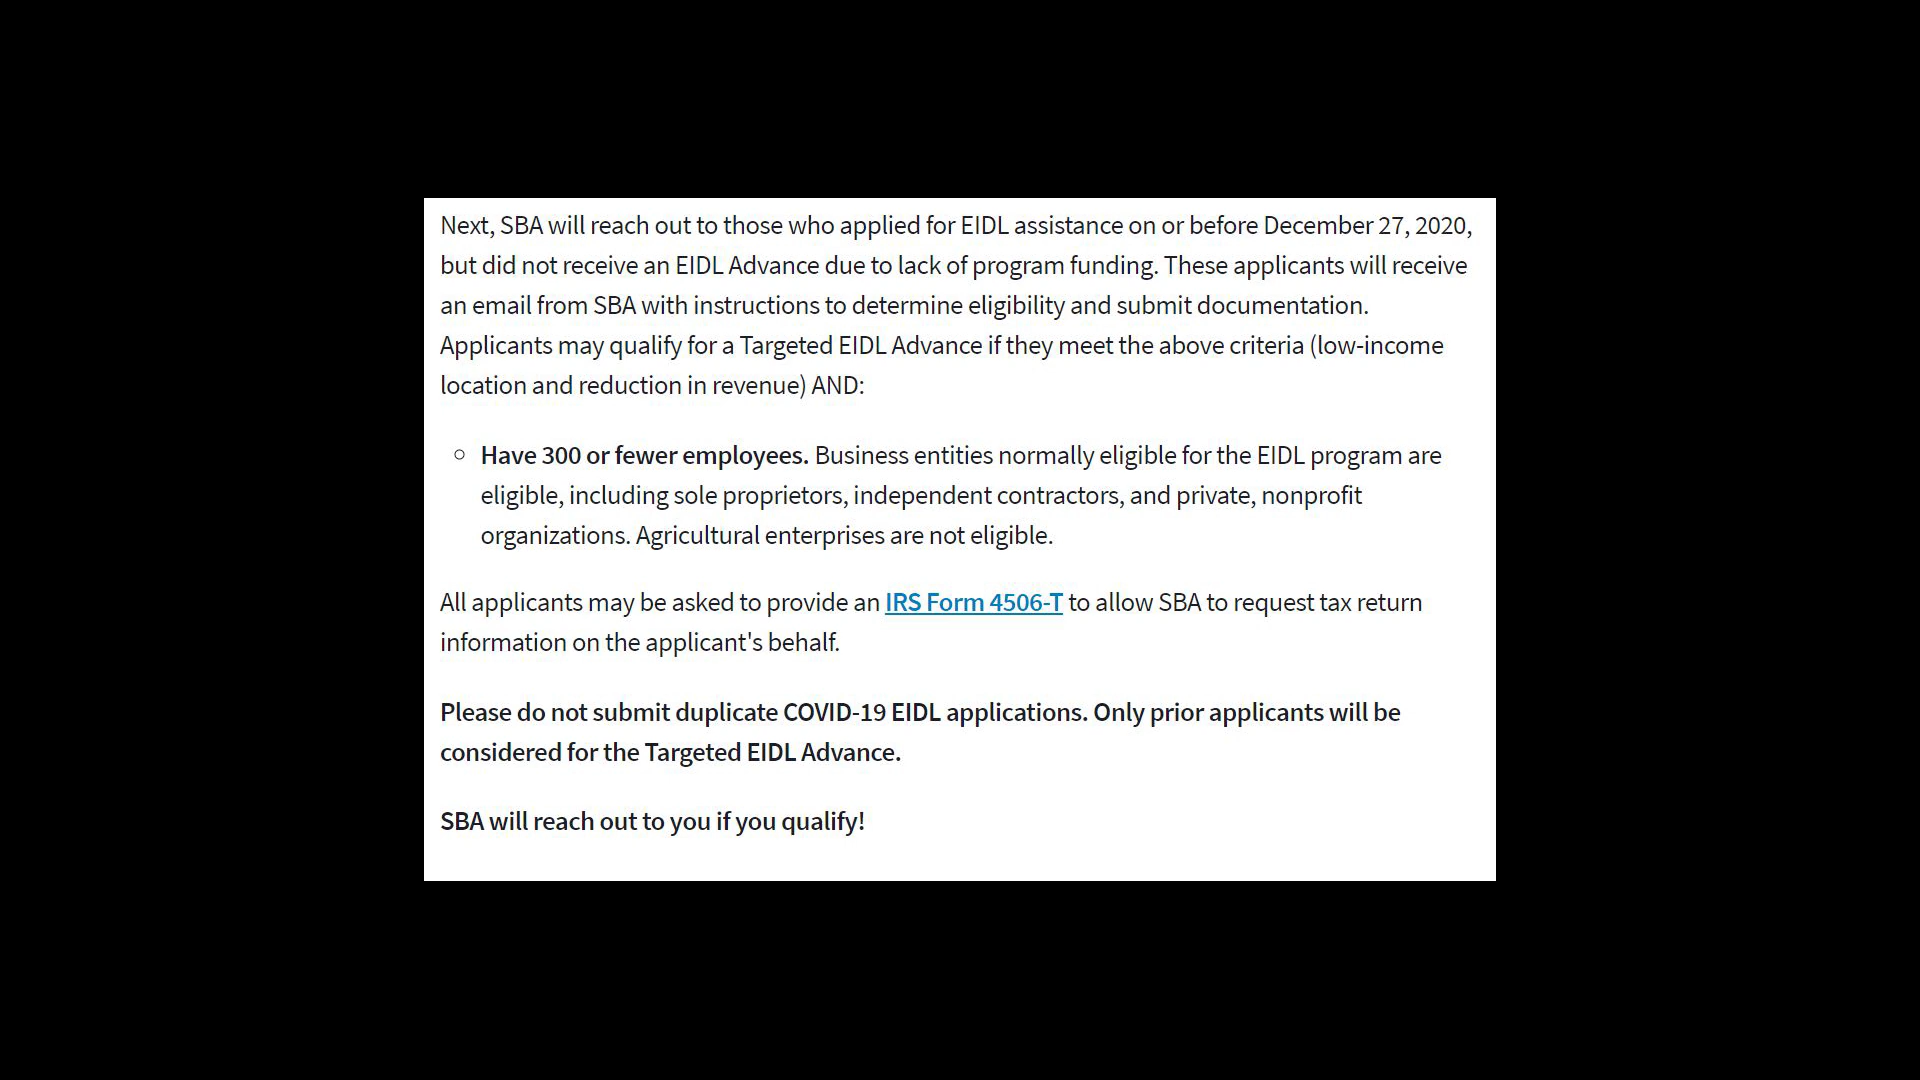 Next, SBA will reach out to those who applied for EIDL assistance on or before December 27, 2020,
but did not receive an EIDL Advance due to lack of program funding. These applicants will receive
an email from SBA with instructions to determine eligibility and submit documentation.
Applicants may qualify for a Targeted EIDL Advance if they meet the above criteria (low-income
location and reduction in revenue) AND:
Have 300 or fewer employees. Business entities normally eligible for the EIDL program are
eligible, including sole proprietors, independent contractors, and private, nonprofit
organizations. Agricultural enterprises are not eligible.
All applicants may be asked to provide an IRS Form 4506-T to allow SBA to request tax return
information on the applicant's behalf.
Please do not submit duplicate COVID-19 EIDL applications. Only prior applicants will be
considered for the Targeted EIDL Advance.
SBA will reach out to you if you qualify!